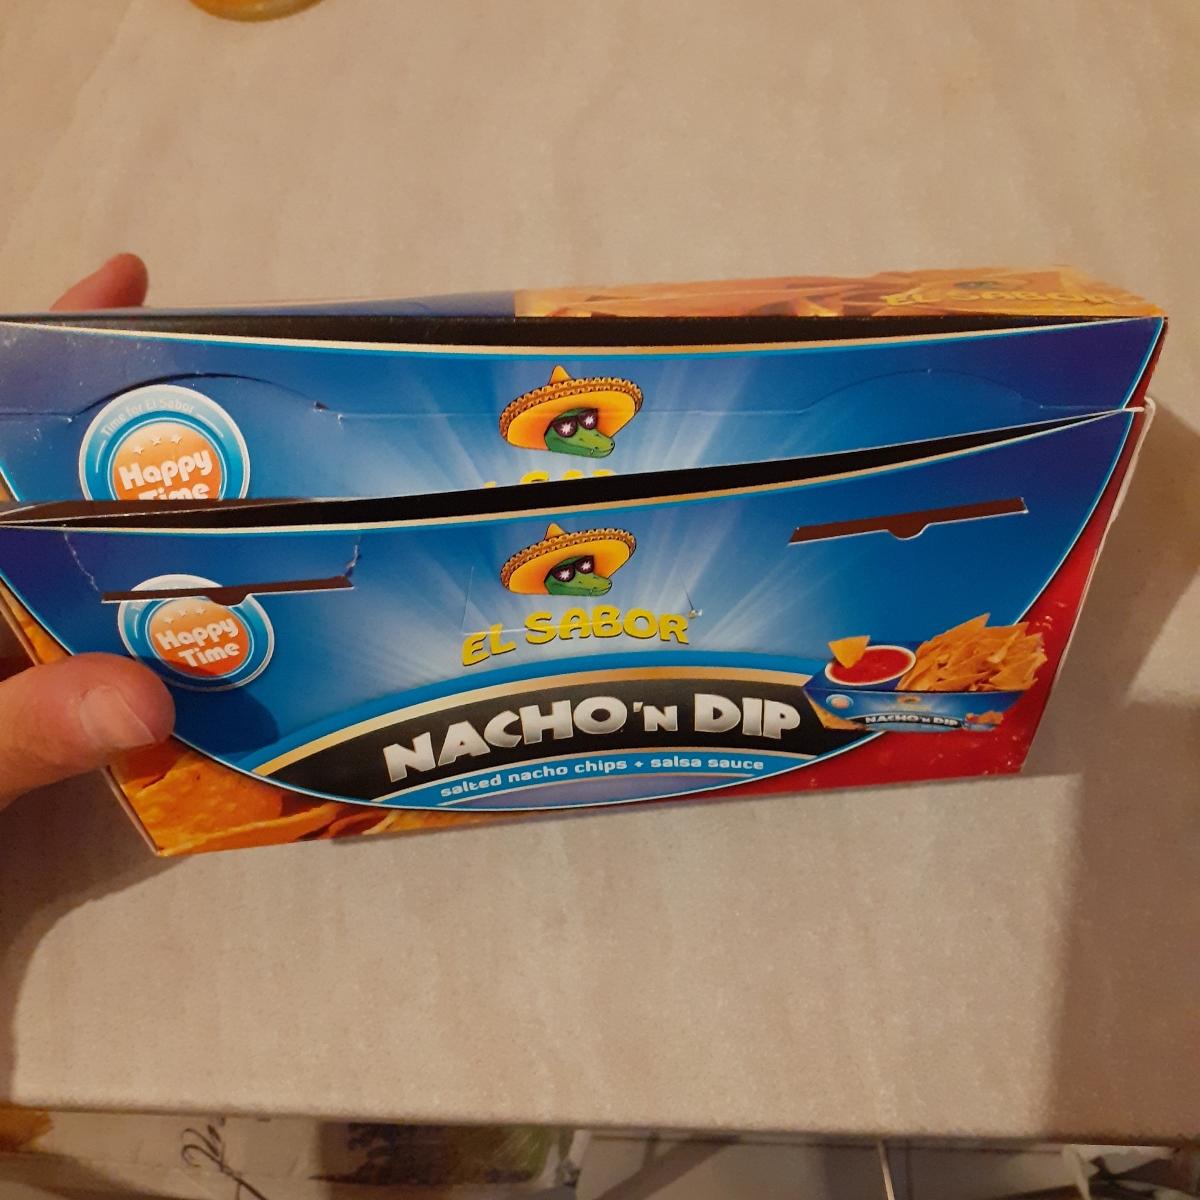 EL SABOR
Time for El Sabor
Happy
Time
Happy
Time
EL SABOR
NACHO 'N DIP
salted nacho chips + salsa sauce
NACHO 'N DIP